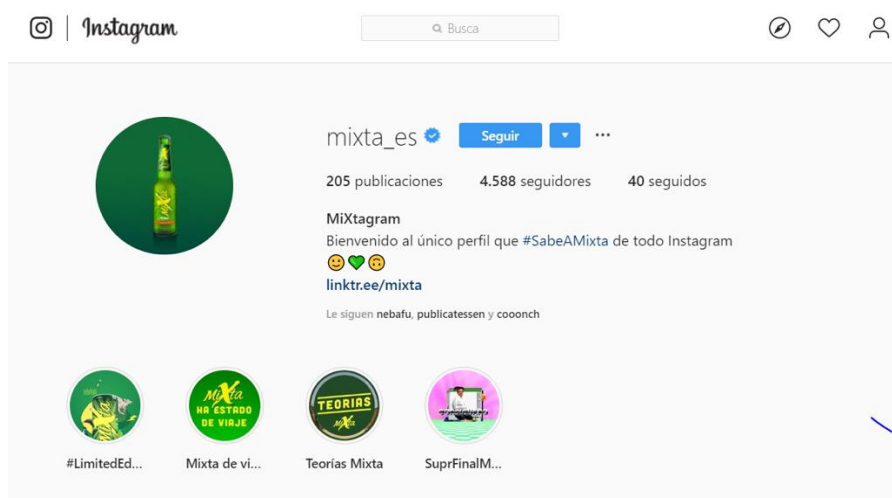 Instagram
Busca
mixta_es Seguir
205 publicaciones 4.588 seguidores 40 seguidos
MiXtagram
Bienvenido al único perfil que #SabeAMixta de todo Instagram
linktr.ee/mixta
Le siguen nebafu, publicatessen y cooonch
MiXta
HA ESTADO
DE VIAJE
TEORÍAS
MiXta
#LimitedEd... Mixta de vi... Teorías Mixta SuprFinalM...